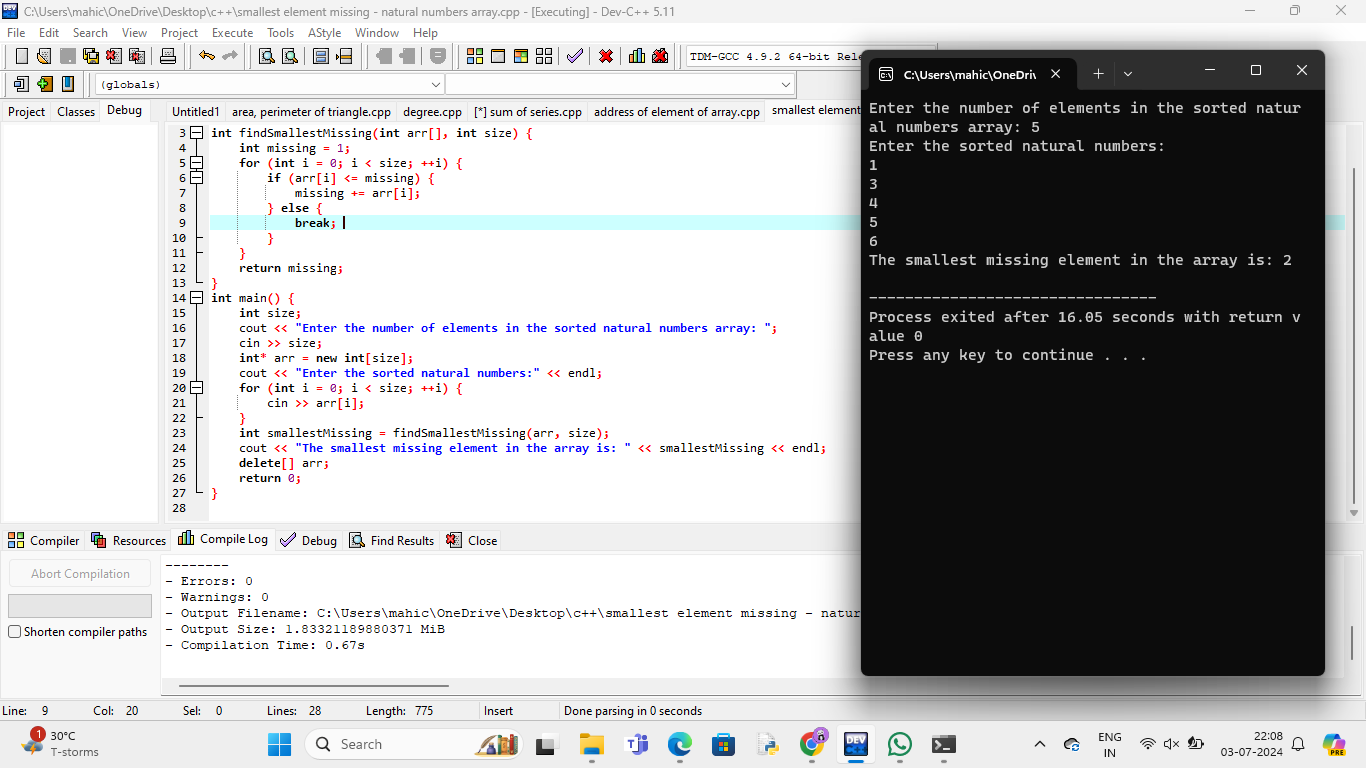 C:\Users\mahic\OneDrive\Desktop\c++\smallest element missing - natural numbers array.cpp - [Executing] - Dev-C++ 5.11
File Edit Search View Project Execute Tools AStyle Window Help
TDM-GCC 4.9.2 64-bit Rele
(globals)
Project Classes Debug
Untitled1 area, perimeter of triangle.cpp degree.cpp [*] sum of series.cpp address of element of array.cpp smallest element
3 int findSmallestMissing(int arr[], int size) {
4 int missing = 1;
5 for (int i = 0; i < size; ++i) {
6 if (arr[i] <= missing) {
7 missing += arr[i];
8 } else {
9 break;
10 }
11 }
12 return missing;
13 }
14 int main() {
15 int size;
16 cout << "Enter the number of elements in the sorted natural numbers array: ";
17 cin >> size;
18 int* arr = new int[size];
19 cout << "Enter the sorted natural numbers:" << endl;
20 for (int i = 0; i < size; ++i) {
21 cin >> arr[i];
22 }
23 int smallestMissing = findSmallestMissing(arr, size);
24 cout << "The smallest missing element in the array is: " << smallestMissing << endl;
25 delete[] arr;
26 return 0;
27 }
28
C:\Users\mahic\OneDri
Enter the number of elements in the sorted natur
al numbers array: 5
Enter the sorted natural numbers:
1
3
4
5
6
The smallest missing element in the array is: 2
--------------------------------
Process exited after 16.05 seconds with return v
alue 0
Press any key to continue . . .
Compiler Resources Compile Log Debug Find Results Close
Abort Compilation
Shorten compiler paths
--------
- Errors: 0
- Warnings: 0
- Output Filename: C:\Users\mahic\OneDrive\Desktop\c++\smallest element missing - natur
- Output Size: 1.83321189880371 MiB
- Compilation Time: 0.67s
Line: 9 Col: 20 Sel: 0 Lines: 28 Length: 775 Insert Done parsing in 0 seconds
1
30°C
T-storms
Search
DEV
ENG
IN
22:08
03-07-2024
PRE